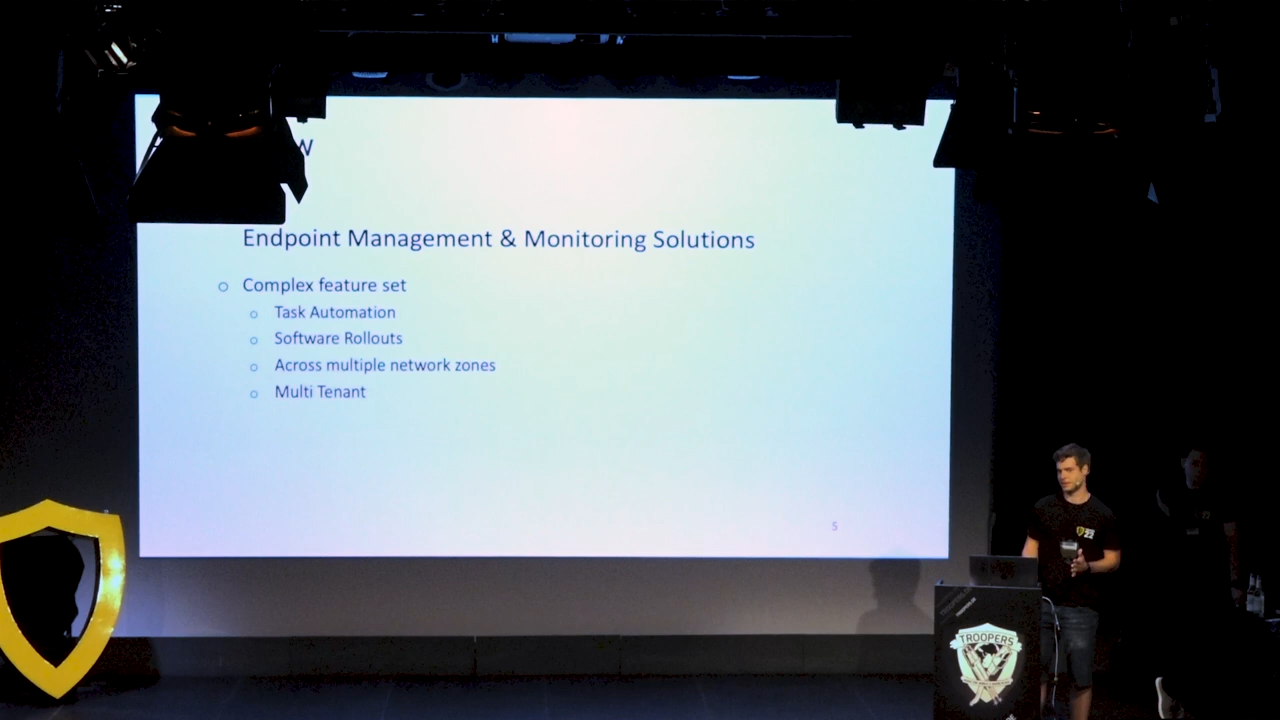 w
Endpoint Management & Monitoring Solutions
Complex feature set
Task Automation
Software Rollouts
Across multiple network zones
Multi Tenant
5
22
TROOPERS